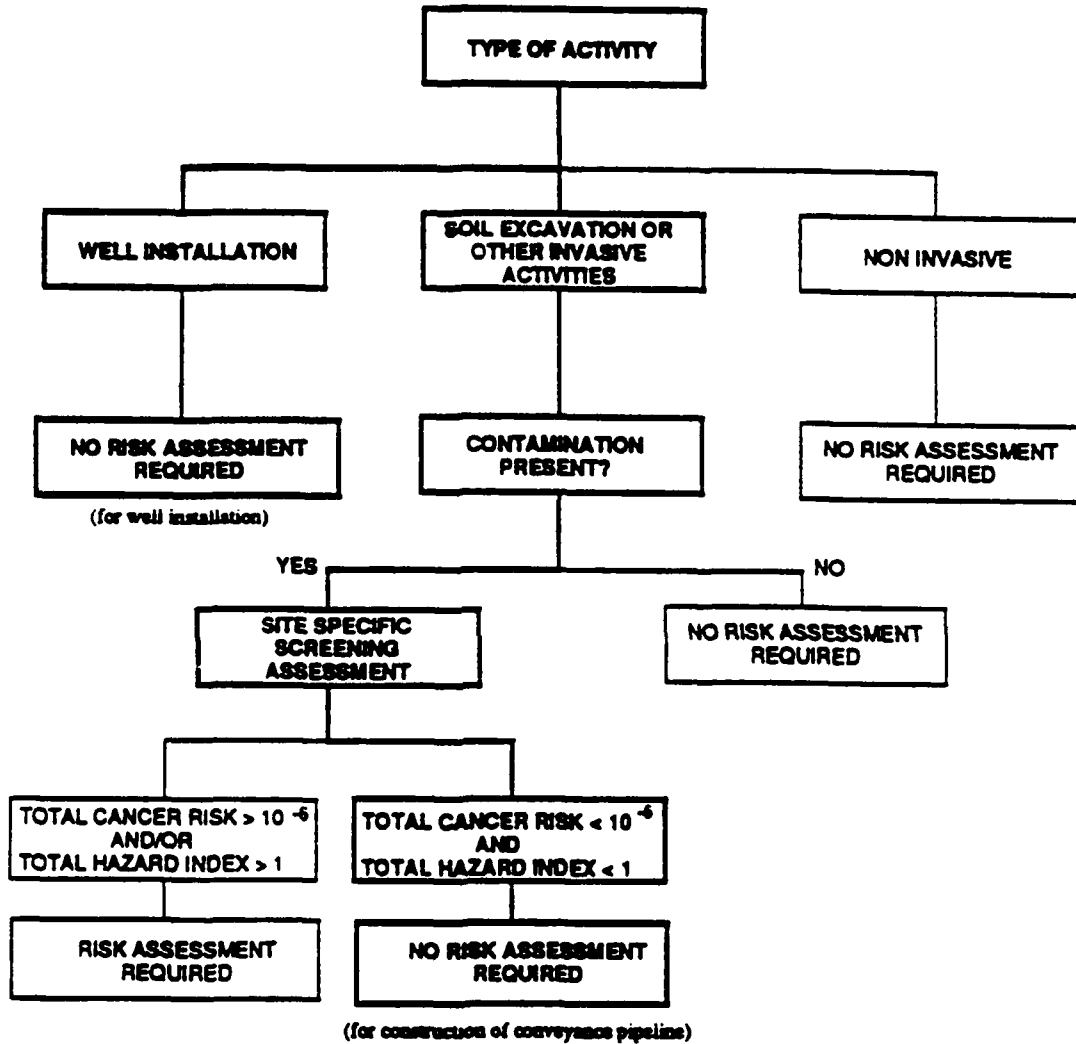 TYPE OF ACTIVITY
WELL INSTALLATION
SOIL EXCAVATION OR
OTHER INVASIVE
ACTIVITIES
NON INVASIVE
NO RISK ASSESSMENT
REQUIRED
(for well installation)
CONTAMINATION
PRESENT?
NO RISK ASSESSMENT
REQUIRED
YES
NO
SITE SPECIFIC
SCREENING
ASSESSMENT
NO RISK ASSESSMENT
REQUIRED
TOTAL CANCER RISK > 10 -6
AND/OR
TOTAL HAZARD INDEX > 1
TOTAL CANCER RISK < 10 -6
AND
TOTAL HAZARD INDEX < 1
RISK ASSESSMENT
REQUIRED
NO RISK ASSESSMENT
REQUIRED
(for construction of conveyance pipeline)